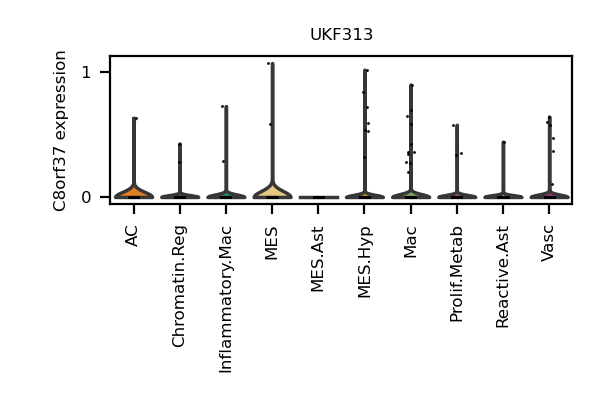 UKF313
C8orf37 expression
1
0
AC
Chromatin.Reg
Inflammatory.Mac
MES
MES.Ast
MES.Hyp
Mac
Prolif.Metab
Reactive.Ast
Vasc